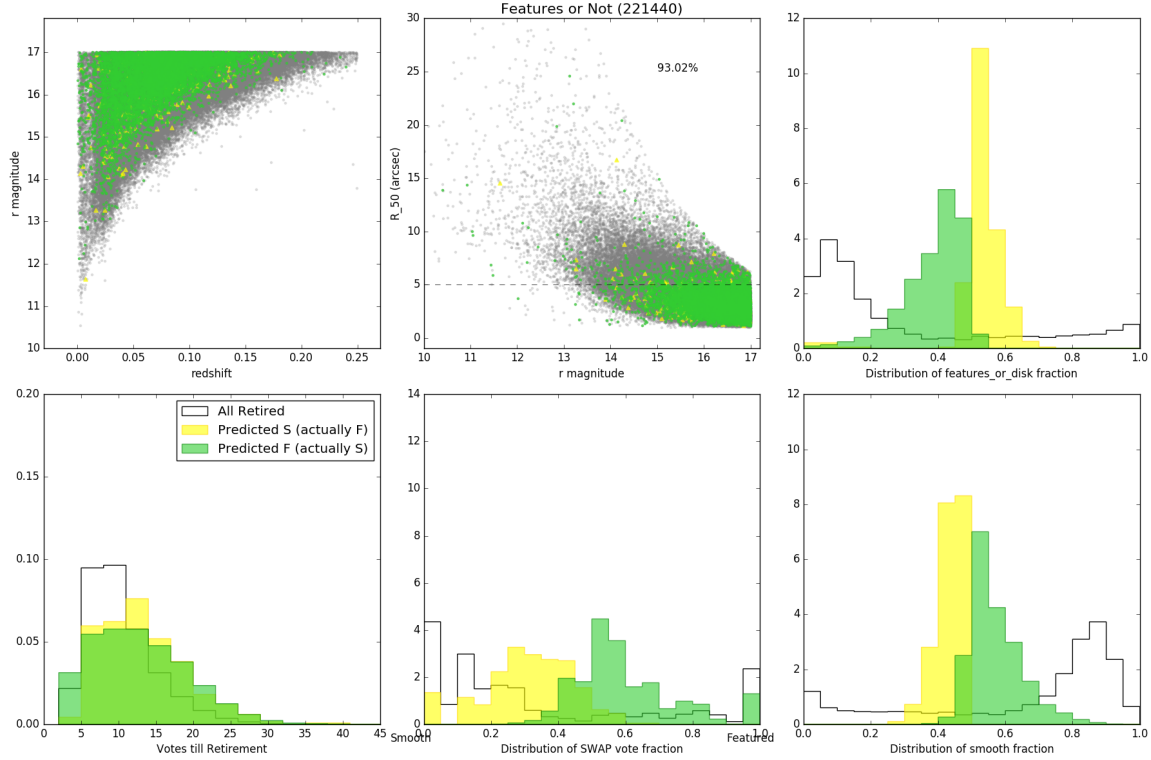 Features or Not (221440)
17
16
15
14
13
12
11
10
r magnitude
0.00 0.05 0.10 0.15 0.20 0.25
redshift
30
25
20
15
10
5
0
R_50 (arcsec)
93.02%
10 11 12 13 14 15 16 17
r magnitude
12
10
8
6
4
2
0
0.0 0.2 0.4 0.6 0.8 1.0
Distribution of features_or_disk fraction
0.20
0.15
0.10
0.05
0.00
All Retired
Predicted S (actually F)
Predicted F (actually S)
0 5 10 15 20 25 30 35 40 45
Votes till Retirement
14
12
10
8
6
4
2
0
0.0 0.2 0.4 0.6 0.8 1.0
Smooth Distribution of SWAP vote fraction Featured
12
10
8
6
4
2
0
0.0 0.2 0.4 0.6 0.8 1.0
Distribution of smooth fraction